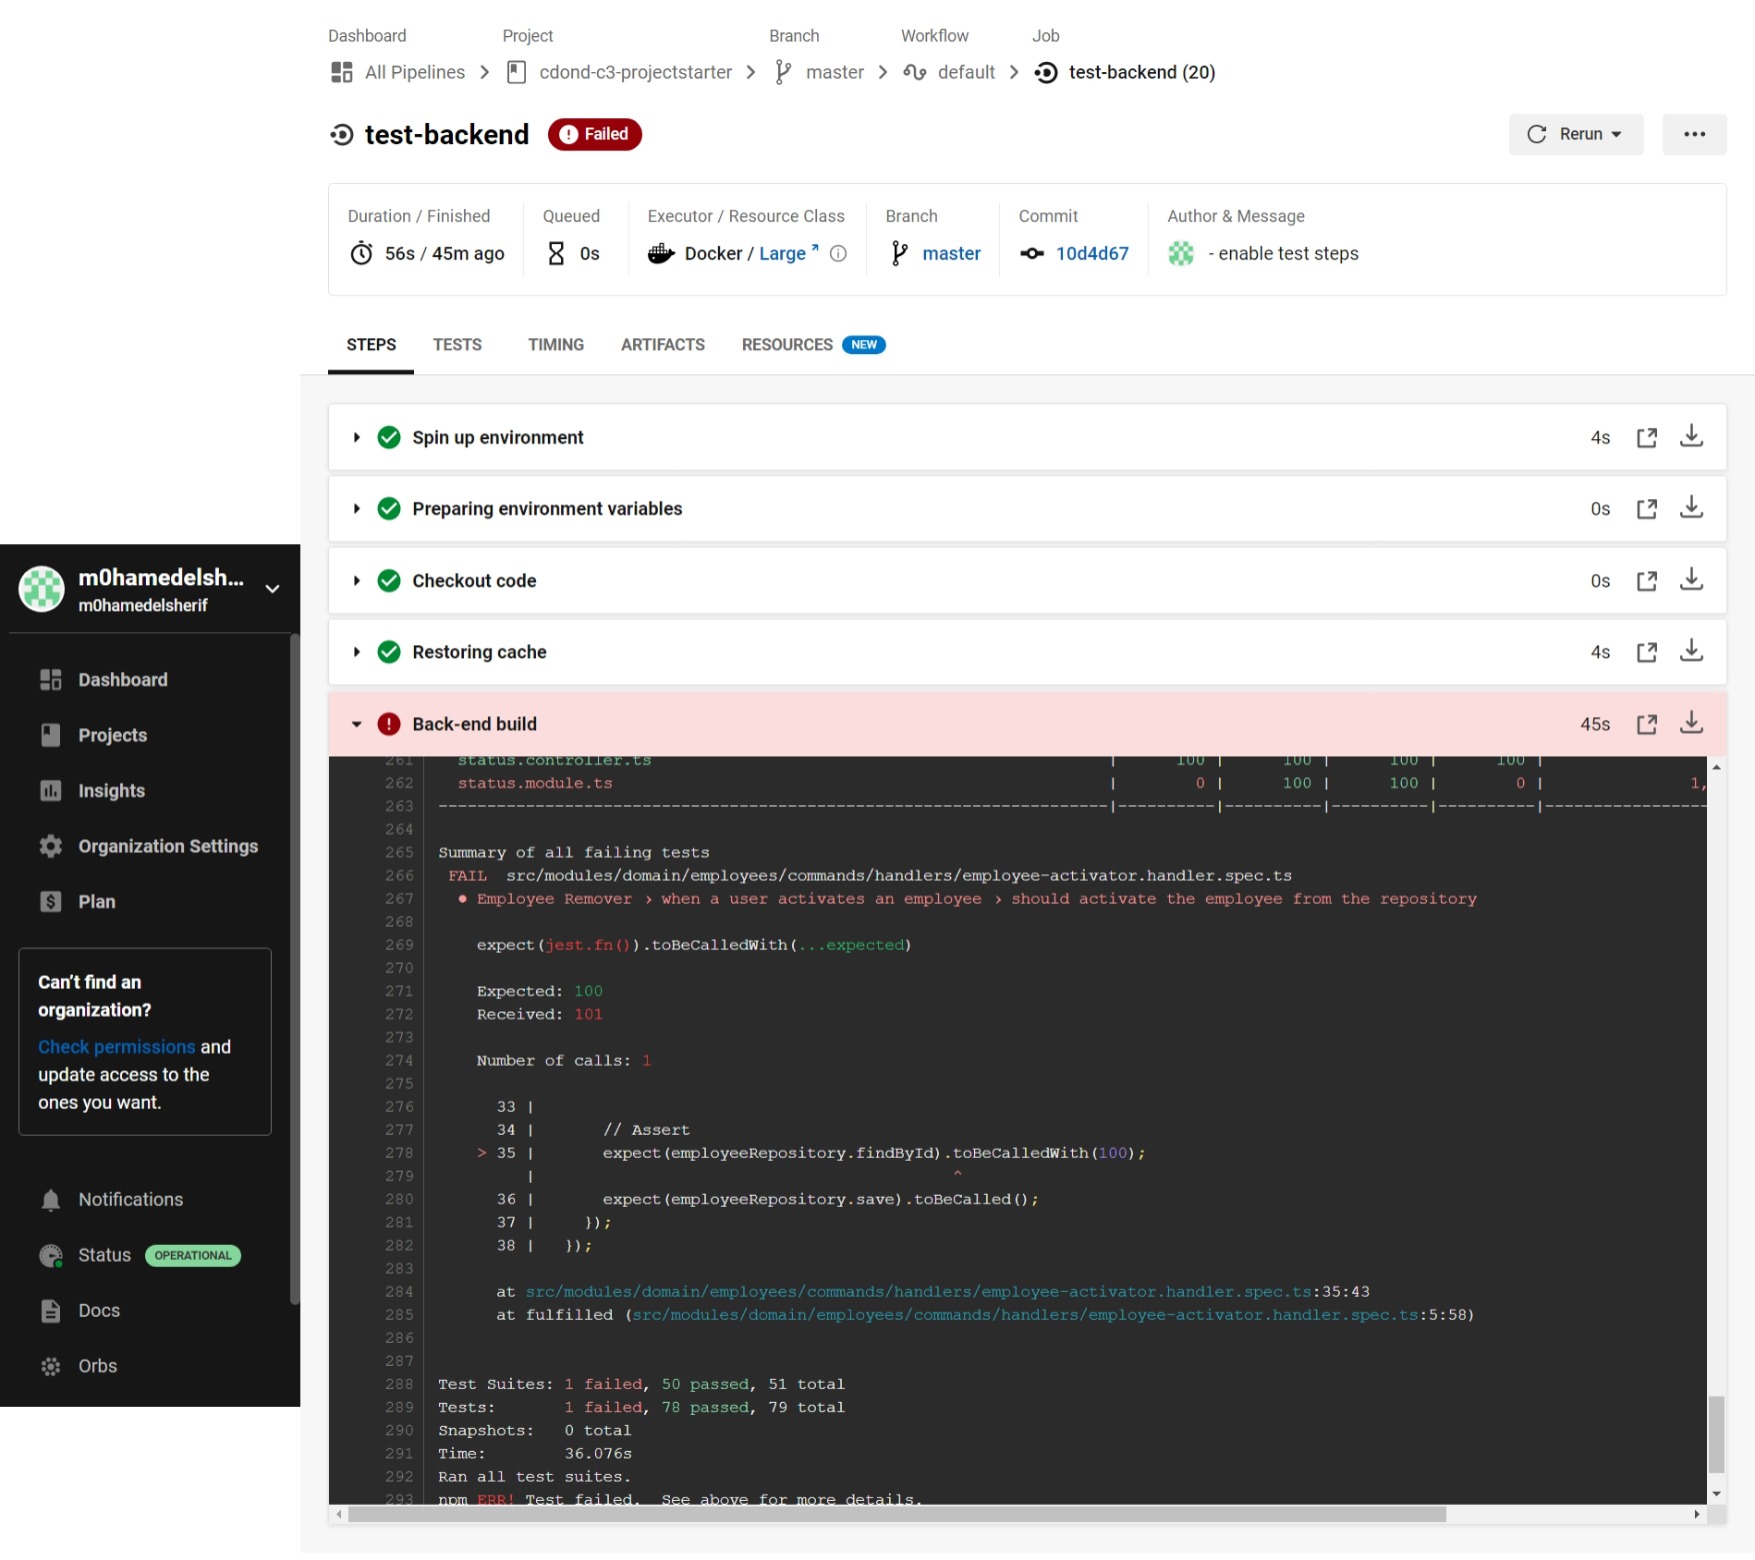 Dashboard Project Branch Workflow Job
All Pipelines cdond-c3-projectstarter master default test-backend (20)
test-backend Failed
Rerun
Duration / Finished Queued Executor / Resource Class Branch Commit Author & Message
56s / 45m ago 0s Docker / Large master 10d4d67 - enable test steps
STEPS TESTS TIMING ARTIFACTS RESOURCES NEW
Spin up environment 4s
Preparing environment variables 0s
Checkout code 0s
Restoring cache 4s
Back-end build 45s
m0hamedelsh...
m0hamedelsherif
Dashboard
Projects
Insights
Organization Settings
Plan
Can't find an
organization?
Check permissions and
update access to the
ones you want.
Notifications
Status OPERATIONAL
Docs
Orbs
261 status.controller.ts | 100 | 100 | 100 | 100 |
262 status.module.ts | 0 | 100 | 100 | 0 | 1,
263 ---------------------------------------------------------------------|----------|----------|----------|----------|-----------------
264
265 Summary of all failing tests
266 FAIL src/modules/domain/employees/commands/handlers/employee-activator.handler.spec.ts
267 ● Employee Remover › when a user activates an employee › should activate the employee from the repository
268
269 expect(jest.fn()).toBeCalledWith(...expected)
270
271 Expected: 100
272 Received: 101
273
274 Number of calls: 1
275
276 33 |
277 34 | // Assert
278 > 35 | expect(employeeRepository.findById).toBeCalledWith(100);
279 | ^
280 36 | expect(employeeRepository.save).toBeCalled();
281 37 | });
282 38 | });
283
284 at src/modules/domain/employees/commands/handlers/employee-activator.handler.spec.ts:35:43
285 at fulfilled (src/modules/domain/employees/commands/handlers/employee-activator.handler.spec.ts:5:58)
286
287
288 Test Suites: 1 failed, 50 passed, 51 total
289 Tests: 1 failed, 78 passed, 79 total
290 Snapshots: 0 total
291 Time: 36.076s
292 Ran all test suites.
293 npm ERR! Test failed. See above for more details.